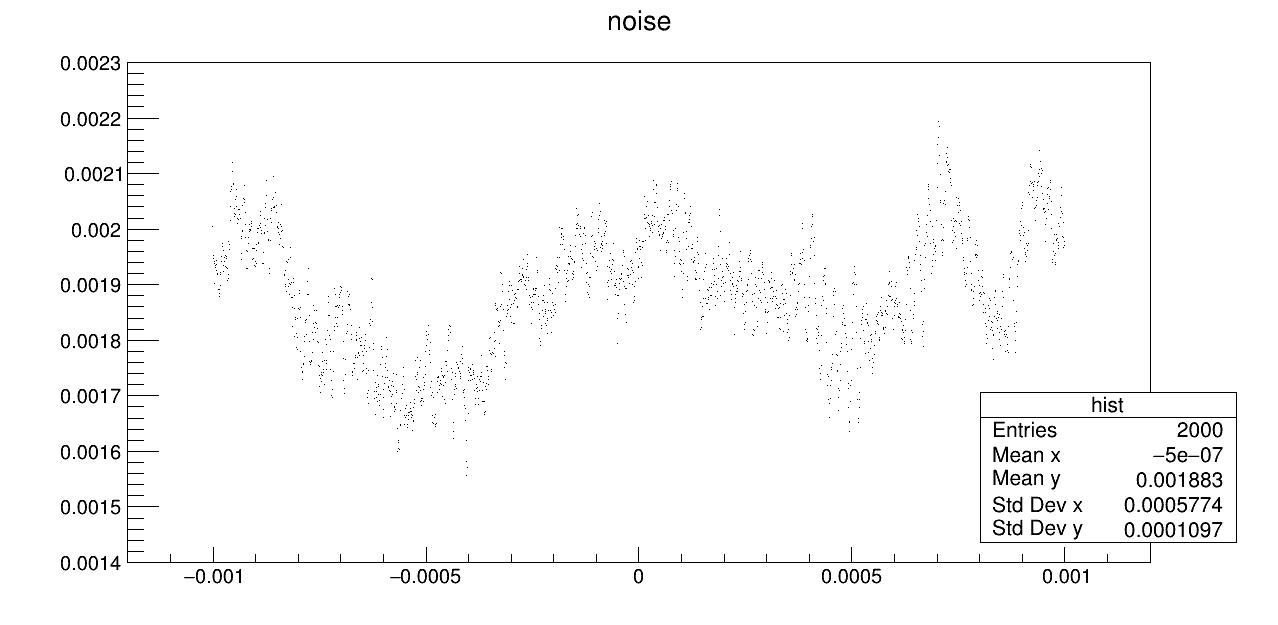 noise
0.0023
0.0022
0.0021
0.002
0.0019
0.0018
0.0017
0.0016
0.0015
0.0014
−0.001 −0.0005 0 0.0005 0.001
hist
Entries 2000
Mean x −5e−07
Mean y 0.001883
Std Dev x 0.0005774
Std Dev y 0.0001097